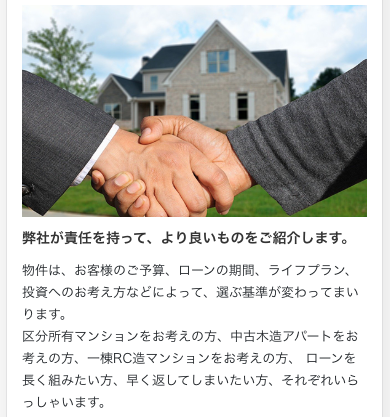 弊社が責任を持って、より良いものをご紹介します。
物件は、お客様のご予算、ローンの期間、ライフプラン、
投資へのお考え方などによって、選ぶ基準が変わってまい
ります。
区分所有マンションをお考えの方、中古木造アパートをお
考えの方、一棟RC造マンションをお考えの方、 ローンを
長く組みたい方、早く返してしまいたい方、それぞれいら
っしゃいます。